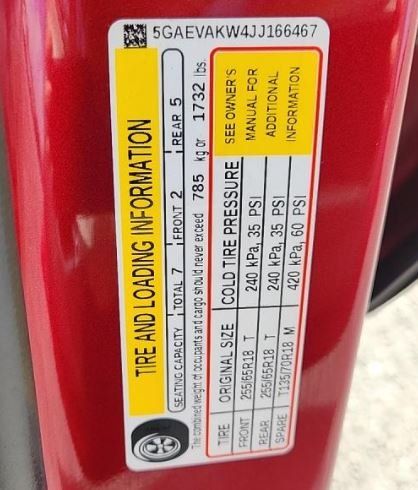 5GAEVAKW4JJ166467
TIRE AND LOADING INFORMATION
SEATING CAPACITY TOTAL 7 FRONT 2 REAR 5
The combined weight of occupants and cargo should never exceed 785 kg or 1732 lbs.
TIRE ORIGINAL SIZE COLD TIRE PRESSURE
FRONT 255/65R18 T 240 kPa, 35 PSI
REAR 255/65R18 T 240 kPa, 35 PSI
SPARE T135/70R18 M 420 kPa, 60 PSI
SEE OWNER'S
MANUAL FOR
ADDITIONAL
INFORMATION